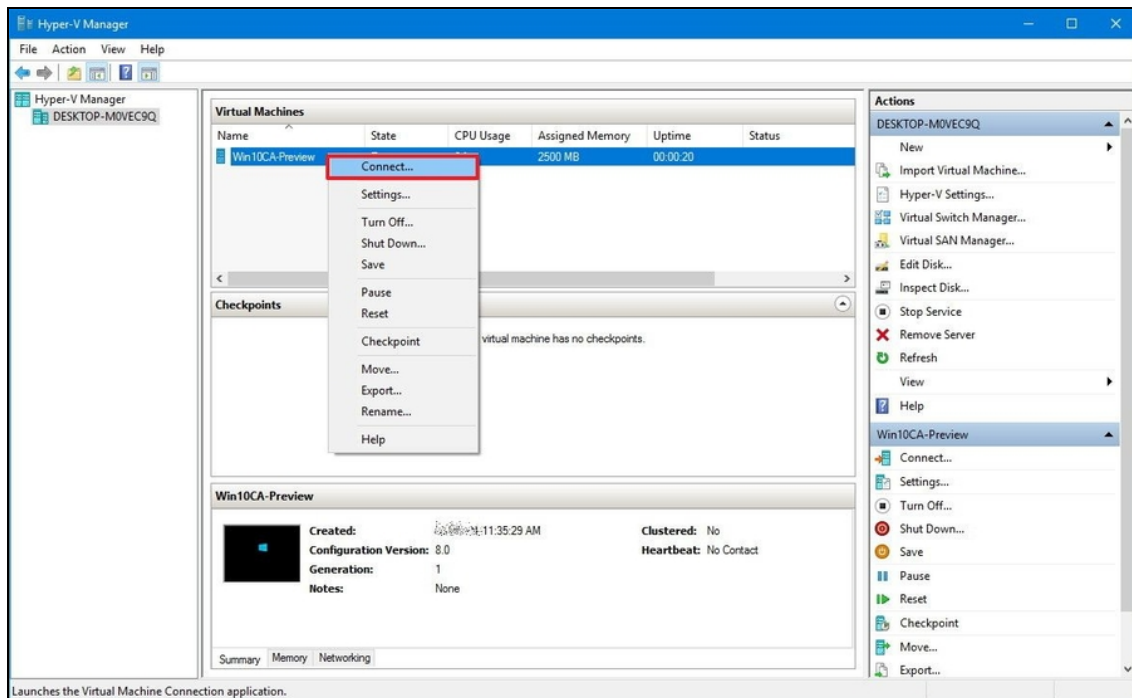 Hyper-V Manager
File Action View Help
Hyper-V Manager
DESKTOP-M0VEC9Q
Virtual Machines
Name State CPU Usage Assigned Memory Uptime Status
Win10CA-Preview 2500 MB 00:00:20
Connect...
Settings...
Turn Off...
Shut Down...
Save
Pause
Reset
Checkpoint
Move...
Export...
Rename...
Help
Checkpoints
virtual machine has no checkpoints.
Win10CA-Preview
Created: 11:35:29 AM Clustered: No
Configuration Version: 8.0 Heartbeat: No Contact
Generation: 1
Notes: None
Summary Memory Networking
Actions
DESKTOP-M0VEC9Q
New
Import Virtual Machine...
Hyper-V Settings...
Virtual Switch Manager...
Virtual SAN Manager...
Edit Disk...
Inspect Disk...
Stop Service
Remove Server
Refresh
View
Help
Win10CA-Preview
Connect...
Settings...
Turn Off...
Shut Down...
Save
Pause
Reset
Checkpoint
Move...
Export...
Launches the Virtual Machine Connection application.